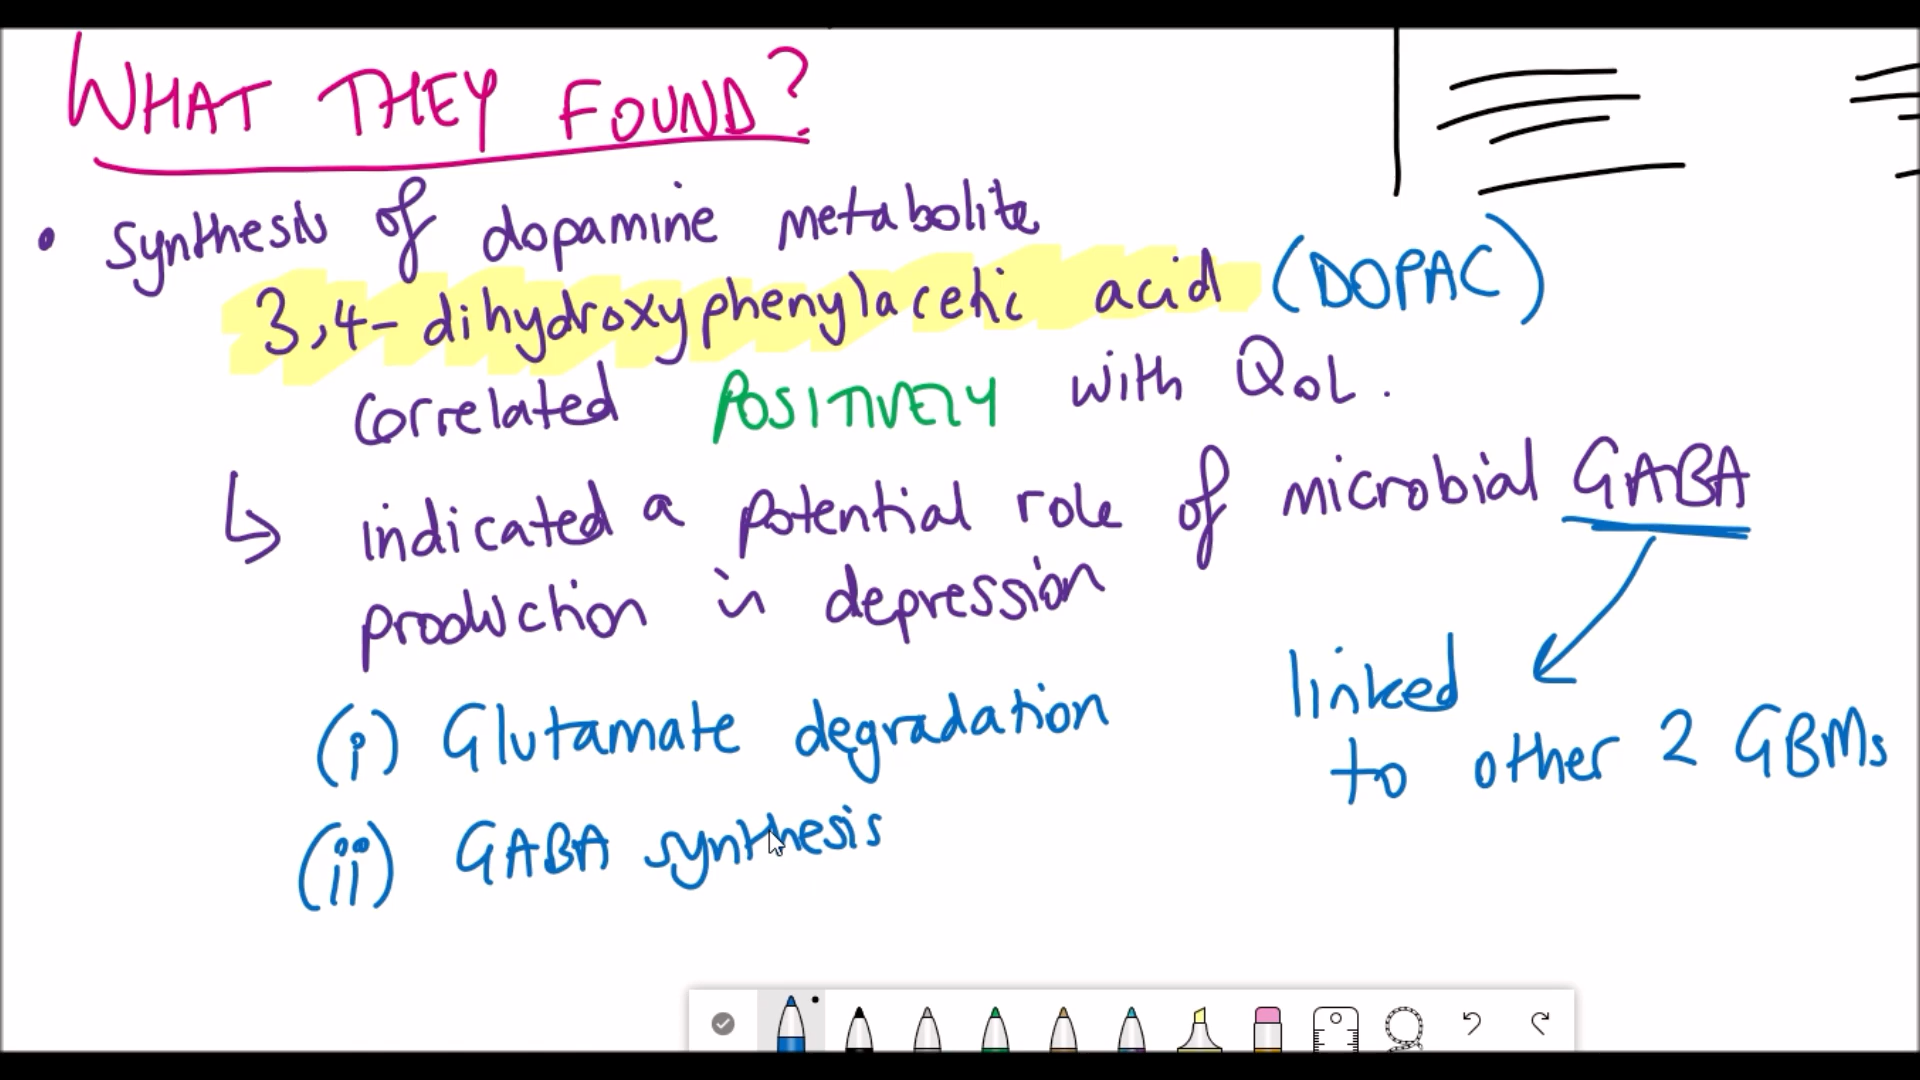 WHAT THEY FOUND?
• Synthesis of dopamine metabolite
3,4-dihydroxyphenylacetic acid (DOPAC)
correlated POSITIVELY with QoL.
↳ indicated a potential role of microbial GABA
production in depression
linked
(i) Glutamate degradation
to other 2 GBMs
(ii) GABA synthesis